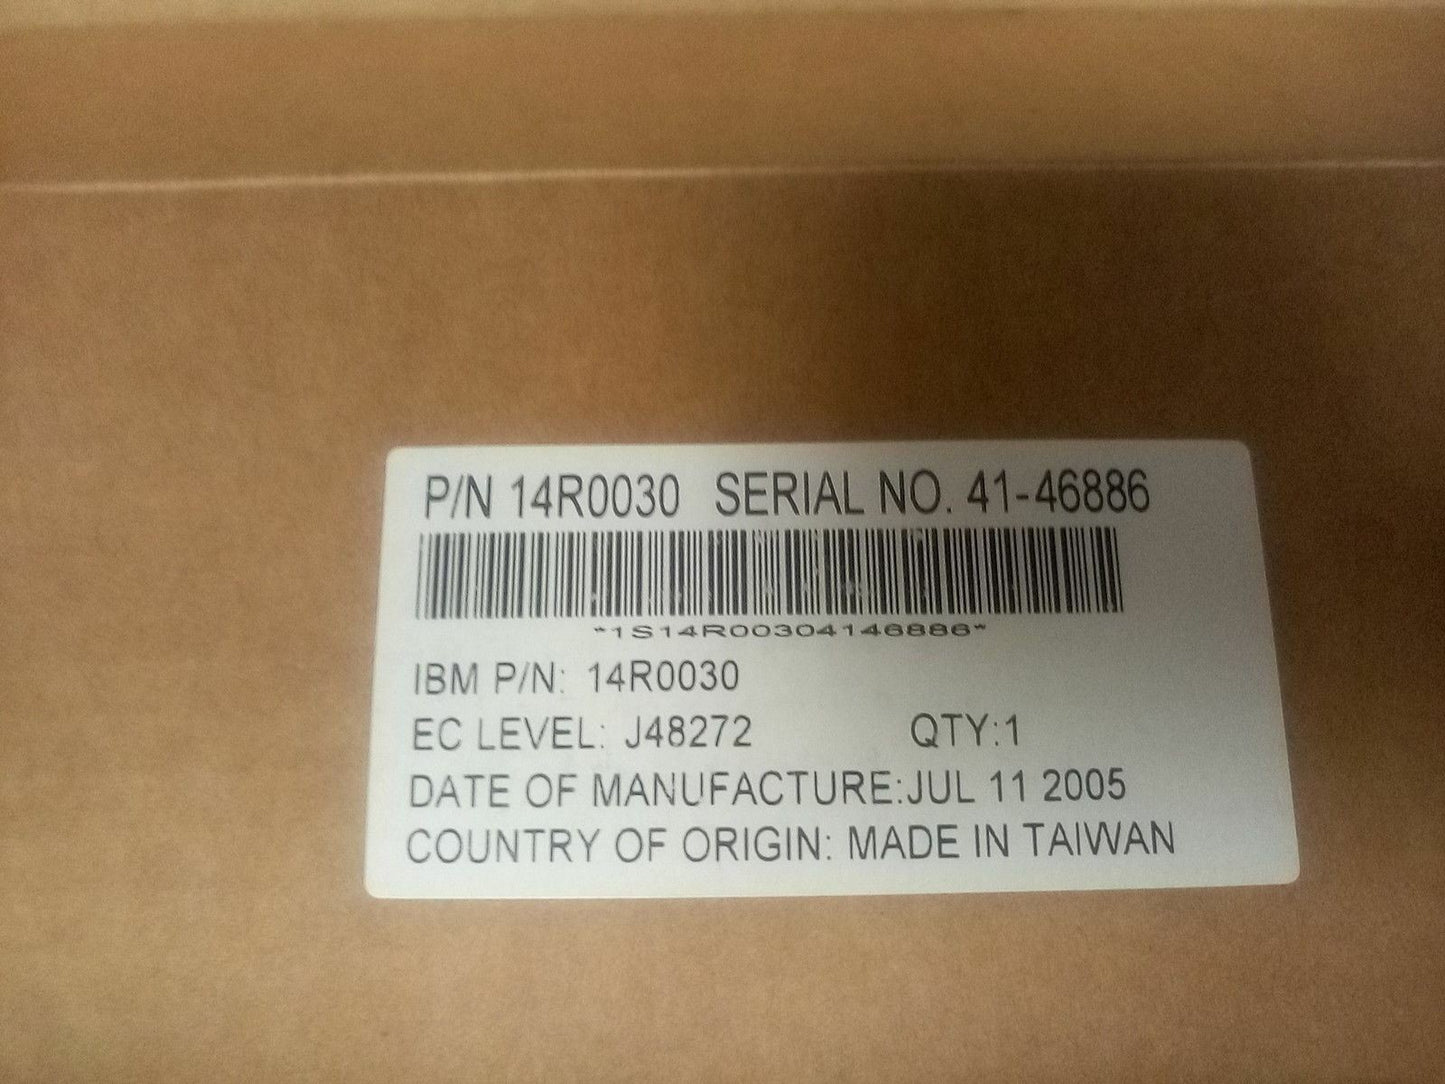 P/N 14R0030 SERIAL NO. 41-46886
*1S14R00304146886*
IBM P/N: 14R0030
EC LEVEL: J48272 QTY:1
DATE OF MANUFACTURE:JUL 11 2005
COUNTRY OF ORIGIN: MADE IN TAIWAN